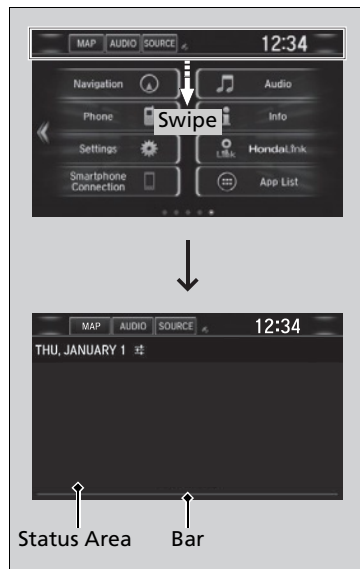 MAP AUDIO SOURCE 12:34
Navigation Audio
Phone Info
Swipe
Settings Link HondaLink
Smartphone
Connection App List
MAP AUDIO SOURCE 12:34
THU, JANUARY 1
Status Area Bar